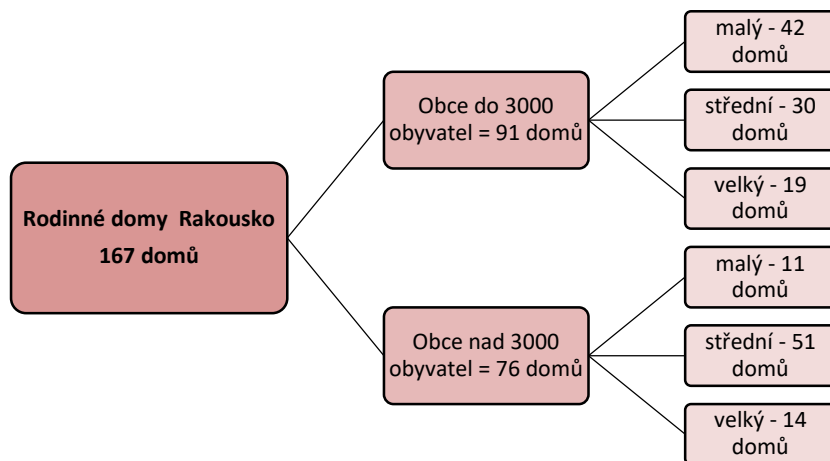 Rodinné domy Rakousko
167 domů
Obce do 3000
obyvatel = 91 domů
malý - 42
domů
střední - 30
domů
velký - 19
domů
Obce nad 3000
obyvatel = 76 domů
malý - 11
domů
střední - 51
domů
velký - 14
domů